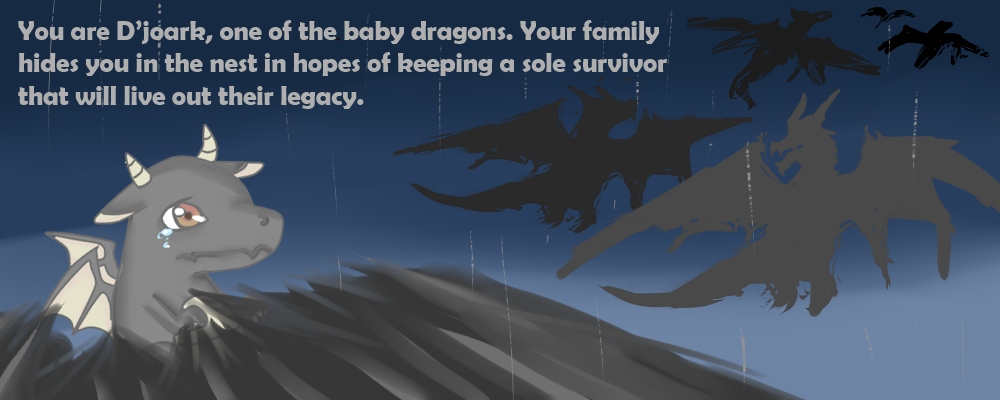 You are D’joark, one of the baby dragons. Your family
hides you in the nest in hopes of keeping a sole survivor
that will live out their legacy.